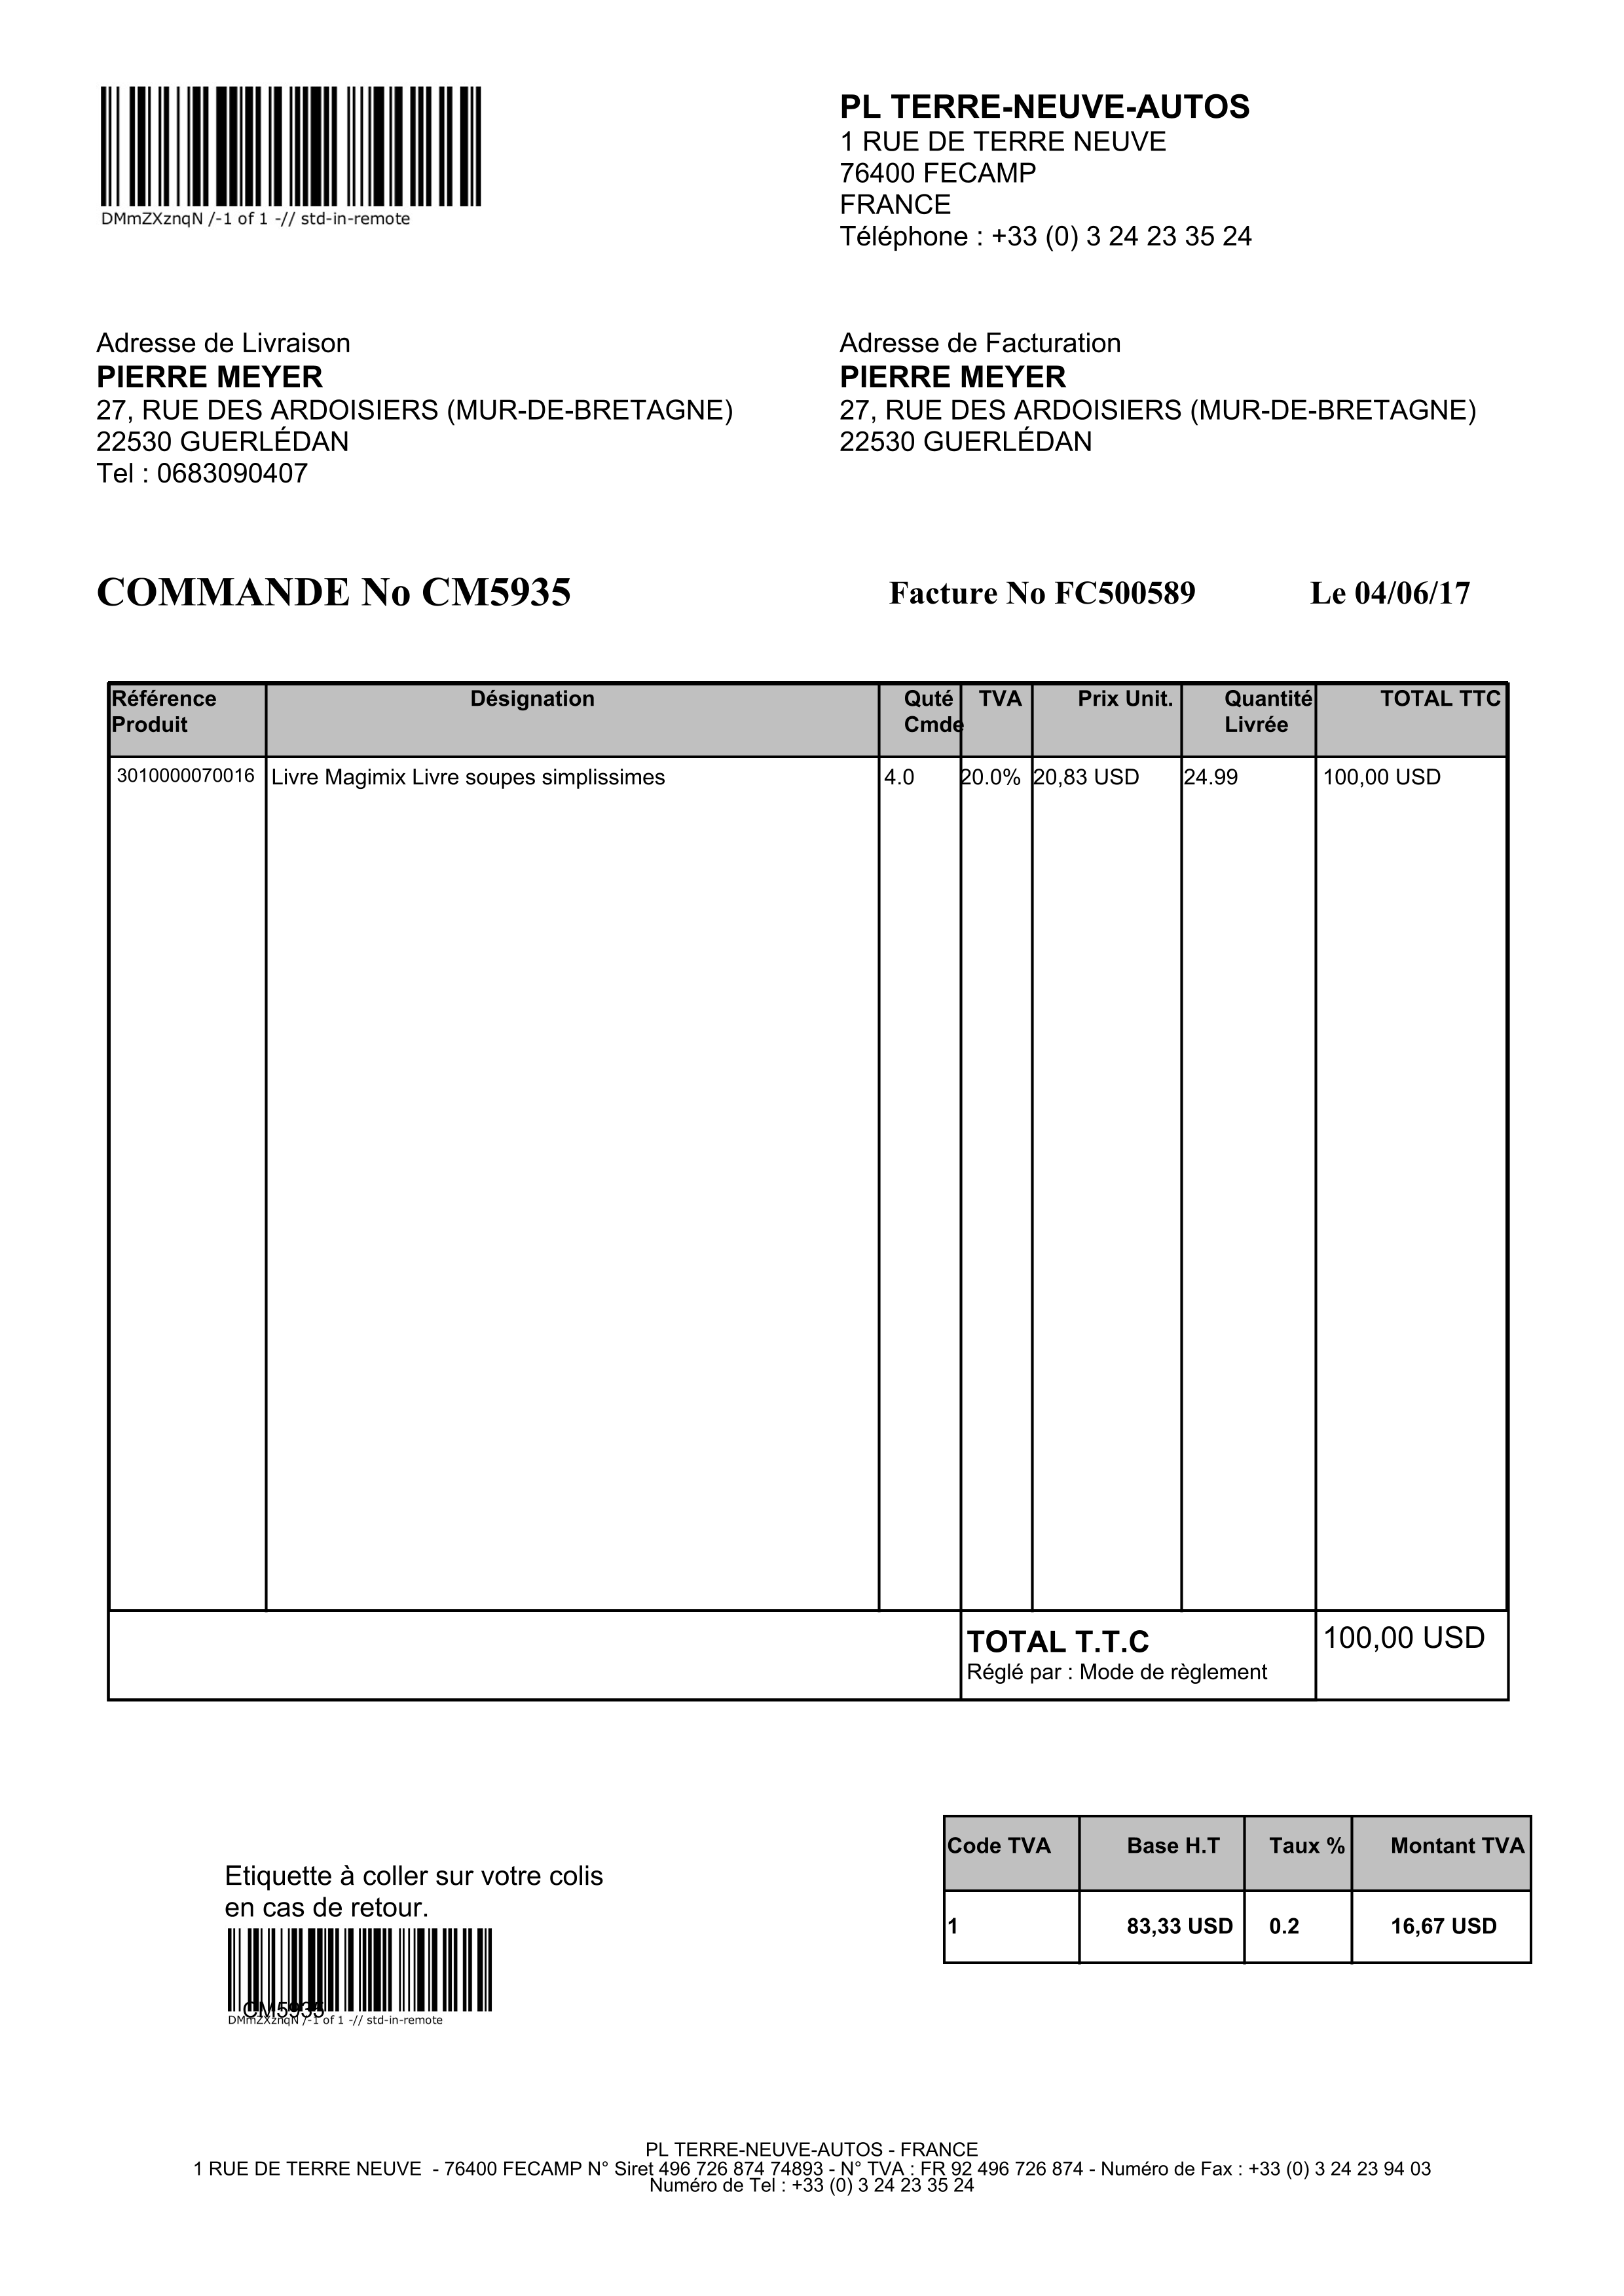 DMmZXznqN /-1 of 1 -// std-in-remote
PL TERRE-NEUVE-AUTOS
1 RUE DE TERRE NEUVE
76400 FECAMP
FRANCE
Téléphone : +33 (0) 3 24 23 35 24
Adresse de Livraison
PIERRE MEYER
27, RUE DES ARDOISIERS (MUR-DE-BRETAGNE)
22530 GUERLÉDAN
Tel : 0683090407
Adresse de Facturation
PIERRE MEYER
27, RUE DES ARDOISIERS (MUR-DE-BRETAGNE)
22530 GUERLÉDAN
COMMANDE No CM5935 Facture No FC500589 Le 04/06/17
Référence Désignation Quté TVA Prix Unit. Quantité TOTAL TTC
Produit Cmde Livrée
3010000070016 Livre Magimix Livre soupes simplissimes 4.0 20.0% 20,83 USD 24.99 100,00 USD
TOTAL T.T.C 100,00 USD
Réglé par : Mode de règlement
Code TVA Base H.T Taux % Montant TVA
1 83,33 USD 0.2 16,67 USD
Etiquette à coller sur votre colis
en cas de retour.
CM5935
DMmZXznqN /-1 of 1 -// std-in-remote
PL TERRE-NEUVE-AUTOS - FRANCE
1 RUE DE TERRE NEUVE - 76400 FECAMP N° Siret 496 726 874 74893 - N° TVA : FR 92 496 726 874 - Numéro de Fax : +33 (0) 3 24 23 94 03
Numéro de Tel : +33 (0) 3 24 23 35 24